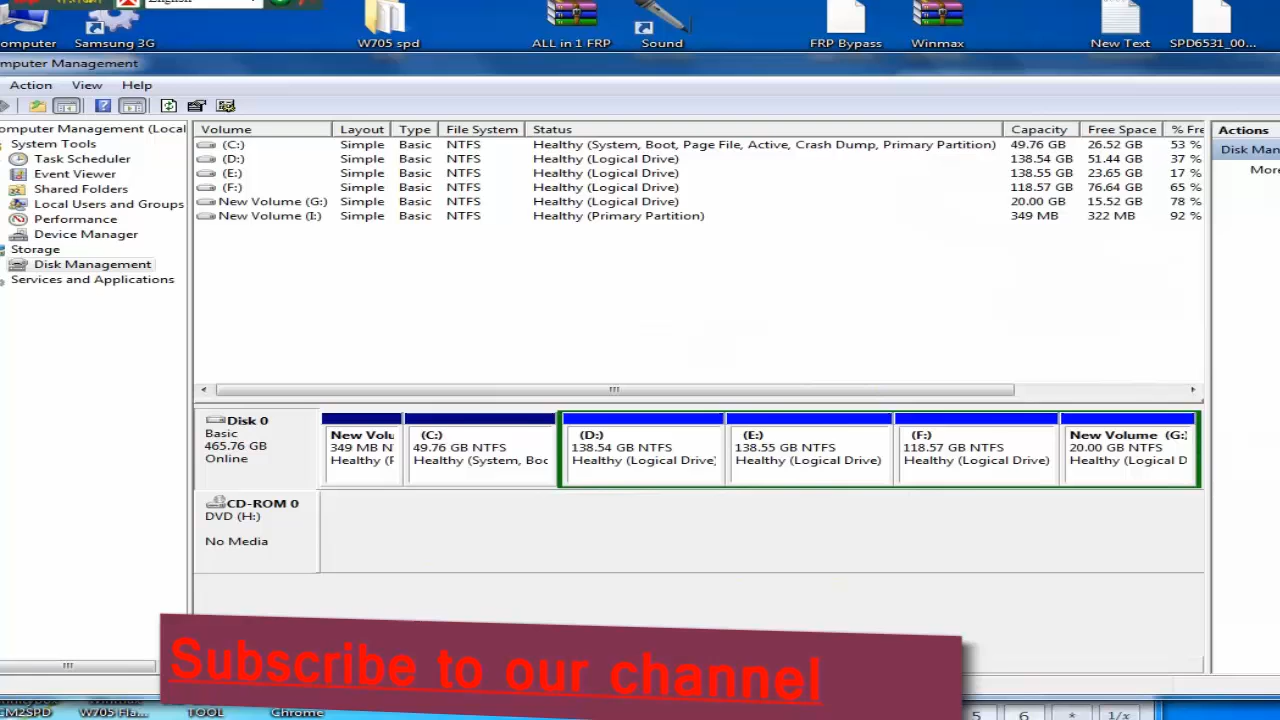 English
omputer
Samsung 3G
W705 spd
ALL in 1 FRP
Sound
FRP Bypass
Winmax
New Text
SPD6531_00...
mputer Management
Action View Help
omputer Management (Local
System Tools
Task Scheduler
Event Viewer
Shared Folders
Local Users and Groups
Performance
Device Manager
Storage
Disk Management
Services and Applications
Volume Layout Type File System Status Capacity Free Space % Fre
(C:) Simple Basic NTFS Healthy (System, Boot, Page File, Active, Crash Dump, Primary Partition) 49.76 GB 26.52 GB 53 %
(D:) Simple Basic NTFS Healthy (Logical Drive) 138.54 GB 51.44 GB 37 %
(E:) Simple Basic NTFS Healthy (Logical Drive) 138.55 GB 23.65 GB 17 %
(F:) Simple Basic NTFS Healthy (Logical Drive) 118.57 GB 76.64 GB 65 %
New Volume (G:) Simple Basic NTFS Healthy (Logical Drive) 20.00 GB 15.52 GB 78 %
New Volume (I:) Simple Basic NTFS Healthy (Primary Partition) 349 MB 322 MB 92 %
Actions
Disk Man
More
Disk 0
Basic
465.76 GB
Online
New Volu
349 MB N
Healthy (F
(C:)
49.76 GB NTFS
Healthy (System, Boc
(D:)
138.54 GB NTFS
Healthy (Logical Drive)
(E:)
138.55 GB NTFS
Healthy (Logical Drive)
(F:)
118.57 GB NTFS
Healthy (Logical Drive)
New Volume (G:
20.00 GB NTFS
Healthy (Logical D
CD-ROM 0
DVD (H:)
No Media
Subscribe to our channel
CM2SPD
W705 Fla...
TOOL
Chrome
5 6 * 1/x